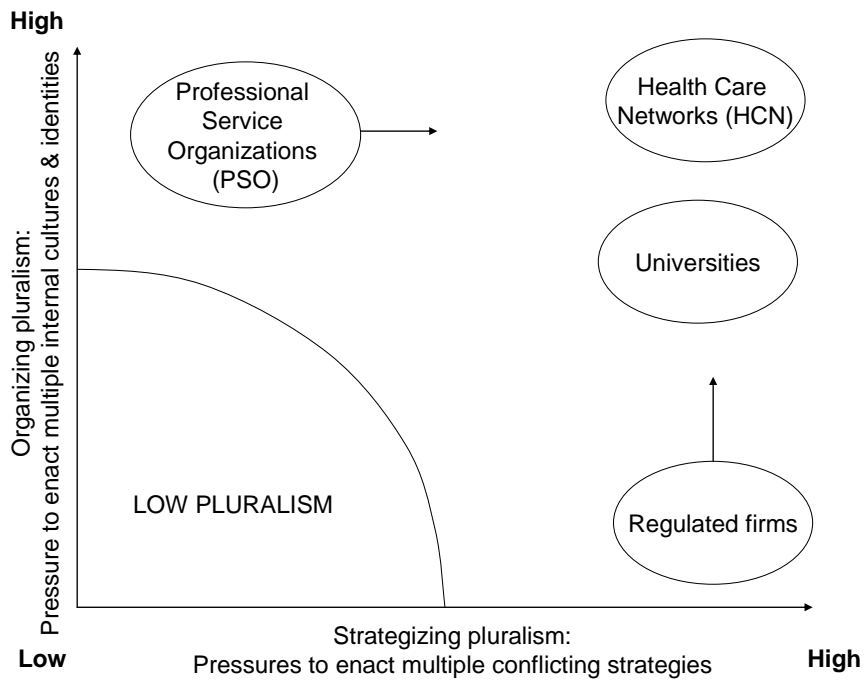 High
Organizing pluralism:
Pressure to enact multiple internal cultures & identities
Professional
Service
Organizations
(PSO)
Health Care
Networks (HCN)
Universities
LOW PLURALISM
Regulated firms
Low
Strategizing pluralism:
Pressures to enact multiple conflicting strategies
High